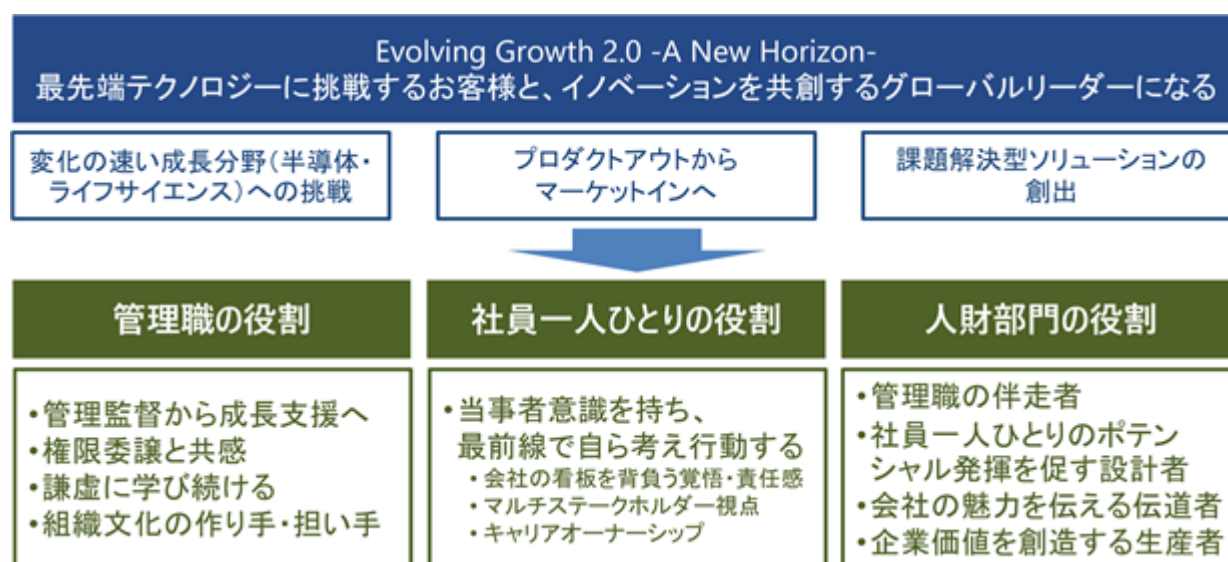 Evolving Growth 2.0 -A New Horizon-
最先端テクノロジーに挑戦するお客様と、イノベーションを共創するグローバルリーダーになる
変化の速い成長分野（半導体・
ライフサイエンス）への挑戦
プロダクトアウトから
マーケットインへ
課題解決型ソリューションの
創出
管理職の役割
・管理監督から成長支援へ
・権限委譲と共感
・謙虚に学び続ける
・組織文化の作り手・担い手
社員一人ひとりの役割
・当事者意識を持ち、
最前線で自ら考え行動する
・会社の看板を背負う覚悟・責任感
・マルチステークホルダー視点
・キャリアオーナーシップ
人財部門の役割
・管理職の伴走者
・社員一人ひとりのポテン
シャル発揮を促す設計者
・会社の魅力を伝える伝道者
・企業価値を創造する生産者